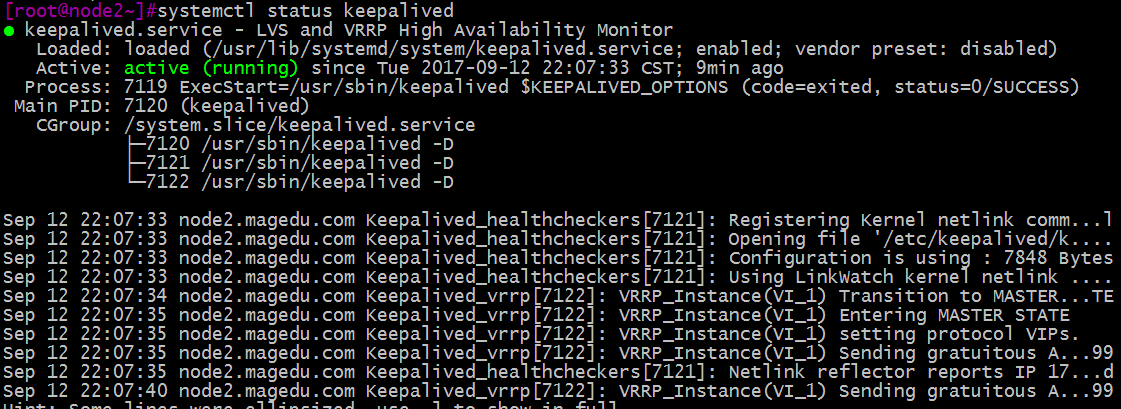 [root@node2~]#systemctl status keepalived
● keepalived.service - LVS and VRRP High Availability Monitor
   Loaded: loaded (/usr/lib/systemd/system/keepalived.service; enabled; vendor preset: disabled)
   Active: active (running) since Tue 2017-09-12 22:07:33 CST; 9min ago
  Process: 7119 ExecStart=/usr/sbin/keepalived $KEEPALIVED_OPTIONS (code=exited, status=0/SUCCESS)
 Main PID: 7120 (keepalived)
   CGroup: /system.slice/keepalived.service
           ├─7120 /usr/sbin/keepalived -D
           ├─7121 /usr/sbin/keepalived -D
           └─7122 /usr/sbin/keepalived -D
Sep 12 22:07:33 node2.magedu.com Keepalived_healthcheckers[7121]: Registering Kernel netlink comm...l
Sep 12 22:07:33 node2.magedu.com Keepalived_healthcheckers[7121]: Opening file '/etc/keepalived/k....
Sep 12 22:07:33 node2.magedu.com Keepalived_healthcheckers[7121]: Configuration is using : 7848 Bytes
Sep 12 22:07:33 node2.magedu.com Keepalived_healthcheckers[7121]: Using LinkWatch kernel netlink ....
Sep 12 22:07:34 node2.magedu.com Keepalived_vrrp[7122]: VRRP_Instance(VI_1) Transition to MASTER...TE
Sep 12 22:07:35 node2.magedu.com Keepalived_vrrp[7122]: VRRP_Instance(VI_1) Entering MASTER STATE
Sep 12 22:07:35 node2.magedu.com Keepalived_vrrp[7122]: VRRP_Instance(VI_1) setting protocol VIPs.
Sep 12 22:07:35 node2.magedu.com Keepalived_vrrp[7122]: VRRP_Instance(VI_1) Sending gratuitous A...99
Sep 12 22:07:35 node2.magedu.com Keepalived_healthcheckers[7121]: Netlink reflector reports IP 17...d
Sep 12 22:07:40 node2.magedu.com Keepalived_vrrp[7122]: VRRP_Instance(VI_1) Sending gratuitous A...99
Hint: Some lines were ellipsized, use -l to show in full